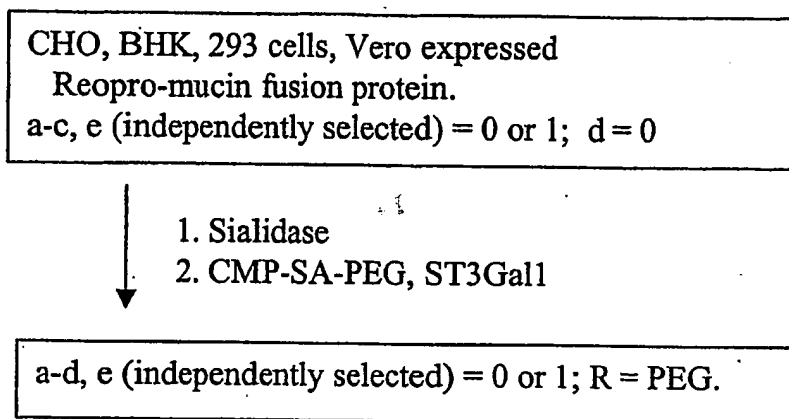 CHO, BHK, 293 cells, Vero expressed
Reopro-mucin fusion protein.
a-c, e (independently selected) = 0 or 1; d = 0
1. Sialidase
2. CMP-SA-PEG, ST3Gal1
a-d, e (independently selected) = 0 or 1; R = PEG.